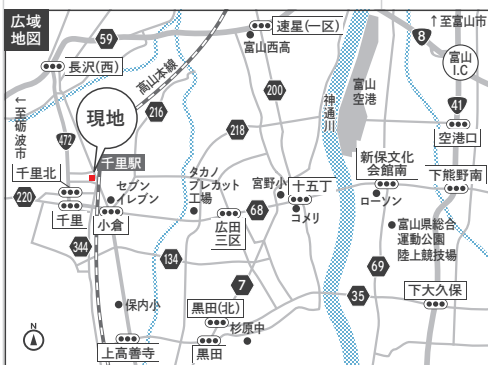 広域
地図
59
長沢(西)
高山本線
速星(一区)
富山西高
↑至富山市
8
富山
I.C
←至砺波市
現地
216
200
神通川
富山
空港
41
空港口
472
千里駅
218
新保文化
会館南
下熊野南
千里北
220
千里
セブン
イレブン
小倉
タカノ
プレカット
工場
宮野小
十五丁
コメリ
ローソン
広田
三区
68
富山県総合
運動公園
陸上競技場
344
134
7
69
35
下大久保
保内小
黒田(北)
杉原中
上高善寺
黒田
N